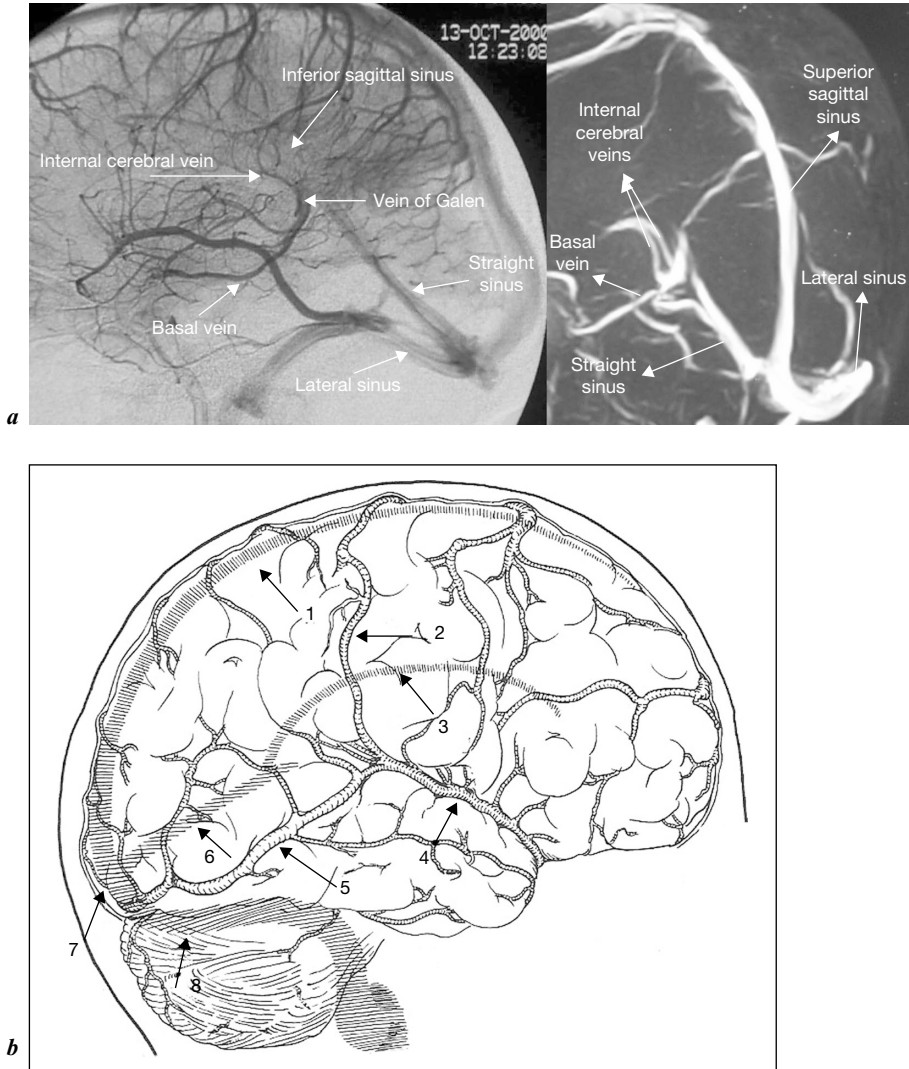 13-OCT-2000
12:23:08
Inferior sagittal sinus
Internal cerebral vein
Vein of Galen
Straight
sinus
Basal vein
Lateral sinus
Superior
sagittal
sinus
Internal
cerebral
veins
Basal
vein
Lateral sinus
Straight
sinus
a
1
2
3
4
5
6
7
8
b